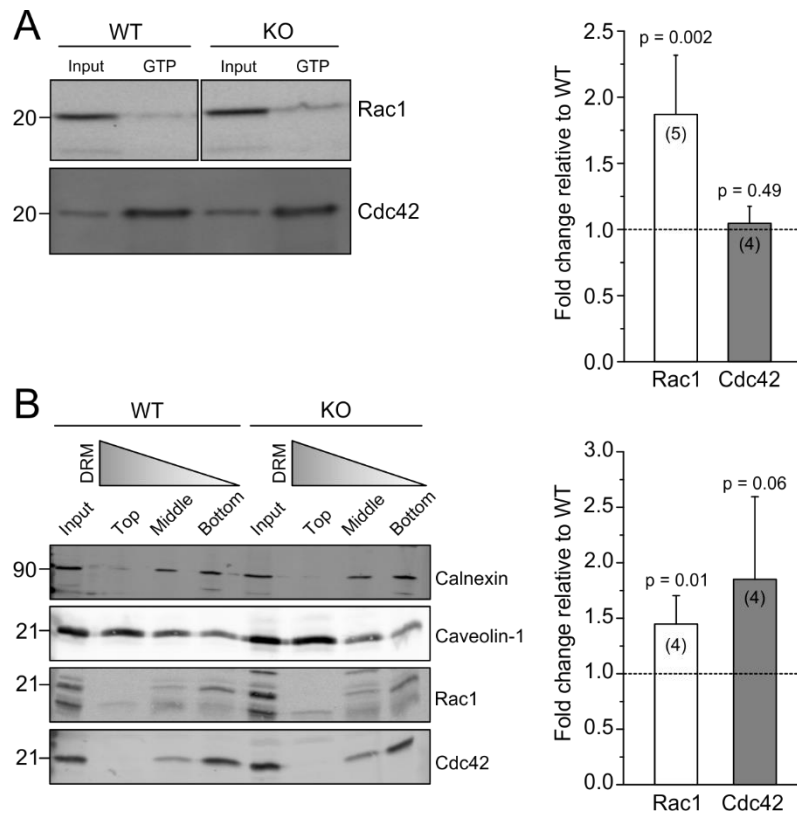 A
WT KO
Input GTP Input GTP
20 Rac1
20 Cdc42
Fold change relative to WT
2.5
2.0
1.5
1.0
0.5
0.0
p = 0.002
(5)
p = 0.49
(4)
Rac1 Cdc42
B
WT KO
DRM DRM
Input Top Middle Bottom Input Top Middle Bottom
90 Calnexin
21 Caveolin-1
21 Rac1
21 Cdc42
Fold change relative to WT
3.0
2.5
2.0
1.5
1.0
0.5
0.0
p = 0.06
p = 0.01
(4)
(4)
Rac1 Cdc42